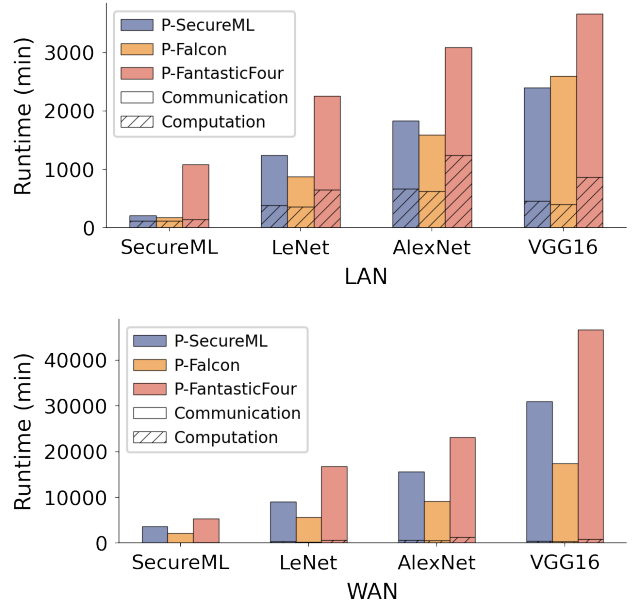 Runtime (min)
3000
2000
1000
0
P-SecureML
P-Falcon
P-FantasticFour
Communication
Computation
SecureML LeNet AlexNet VGG16
LAN
Runtime (min)
40000
30000
20000
10000
0
P-SecureML
P-Falcon
P-FantasticFour
Communication
Computation
SecureML LeNet AlexNet VGG16
WAN